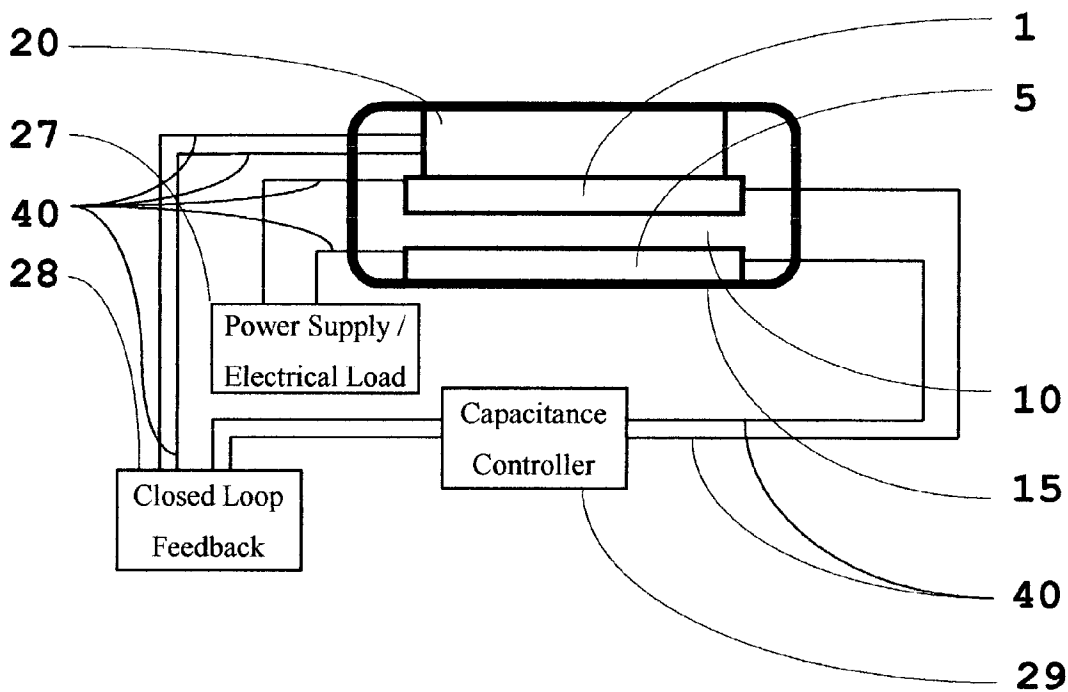 20
1
5
27
40
28
Power Supply /
Electrical Load
10
Capacitance
Controller
15
Closed Loop
Feedback
40
29